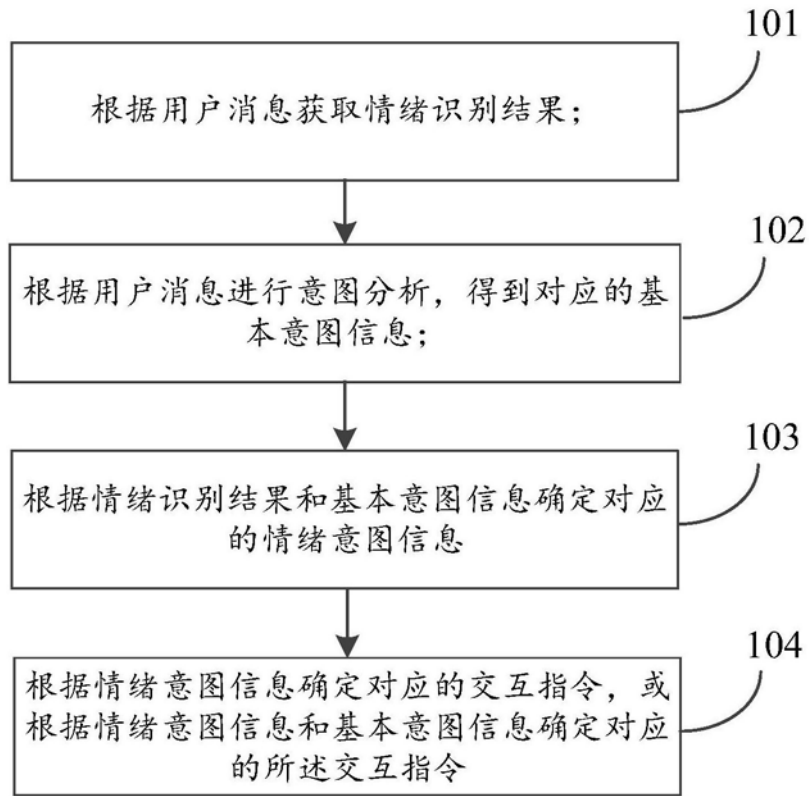 101
根据用户消息获取情绪识别结果；
102
根据用户消息进行意图分析，得到对应的基
本意图信息；
103
根据情绪识别结果和基本意图信息确定对应
的情绪意图信息
104
根据情绪意图信息确定对应的交互指令，或
根据情绪意图信息和基本意图信息确定对应
的所述交互指令